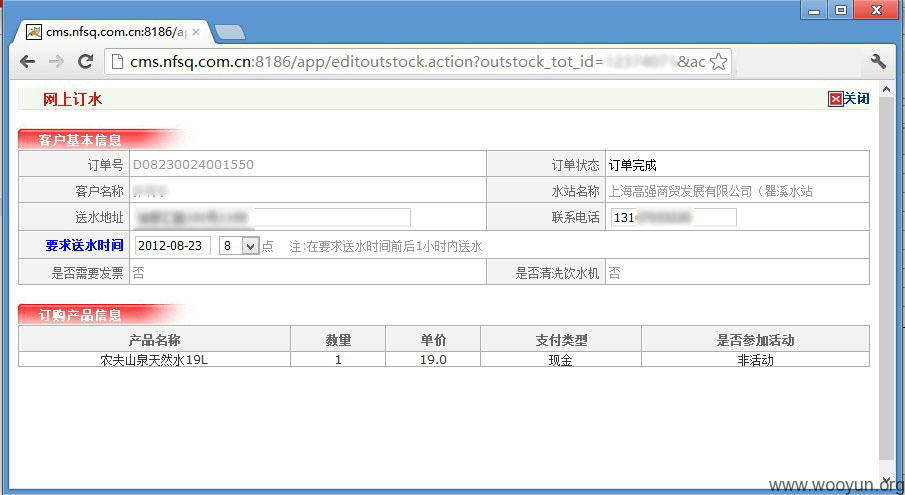 cms.nfsq.com.cn:8186/a
cms.nfsq.com.cn:8186/app/editoutstock.action?outstock_tot_id= &ac
网上订水 关闭
客户基本信息
订单号 D08230024001550 订单状态 订单完成
客户名称 水站名称 上海高强商贸发展有限公司（瞿溪水站
送水地址 联系电话 131
要求送水时间 2012-08-23 8 点 注:在要求送水时间前后1小时内送水
是否需要发票 否 是否清洗饮水机 否
订购产品信息
产品名称 数量 单价 支付类型 是否参加活动
农夫山泉天然水19L 1 19.0 现金 非活动
www.wooyun.org